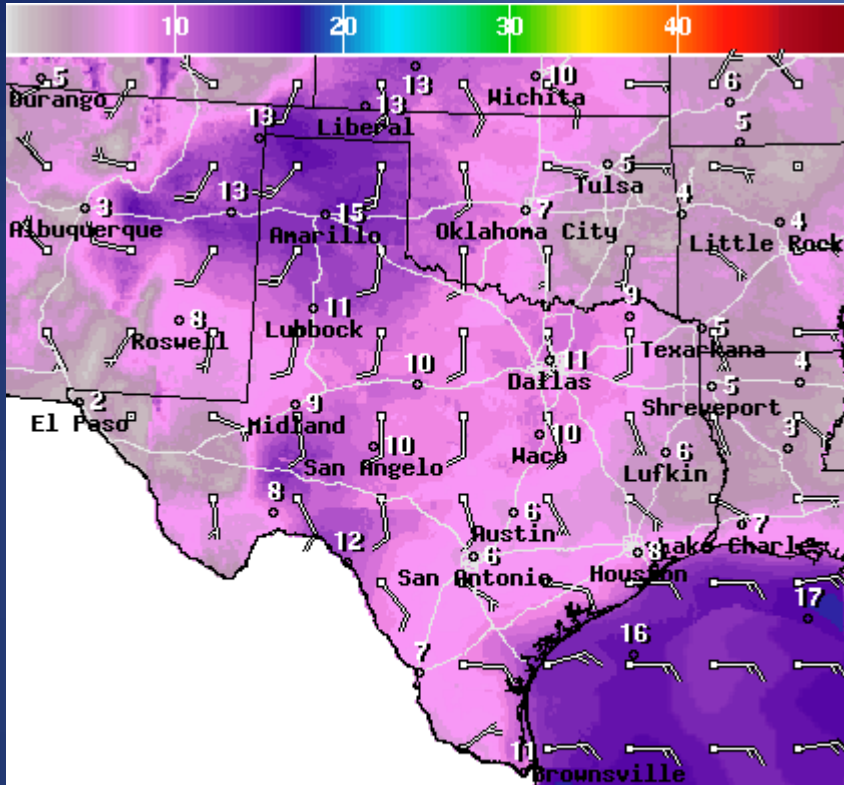 10 20 30 40
5 13 10 6
Durango Wichita
13 13
Liberal
5
5
Tulsa
3 13 15 7 4 4
Albuquerque Amarillo Oklahoma City Little Rock
8 11 9 5
Roswell Lubbock Texarkana
11
10 Dallas 4
2 9 5
El Paso Midland Shreveport
10 10 6 3
San Angelo Waco Lufkin
8 6 7
Austin Lake Charles
12 6 8
San Antonio Houston
17
16
7
11
Brownsville